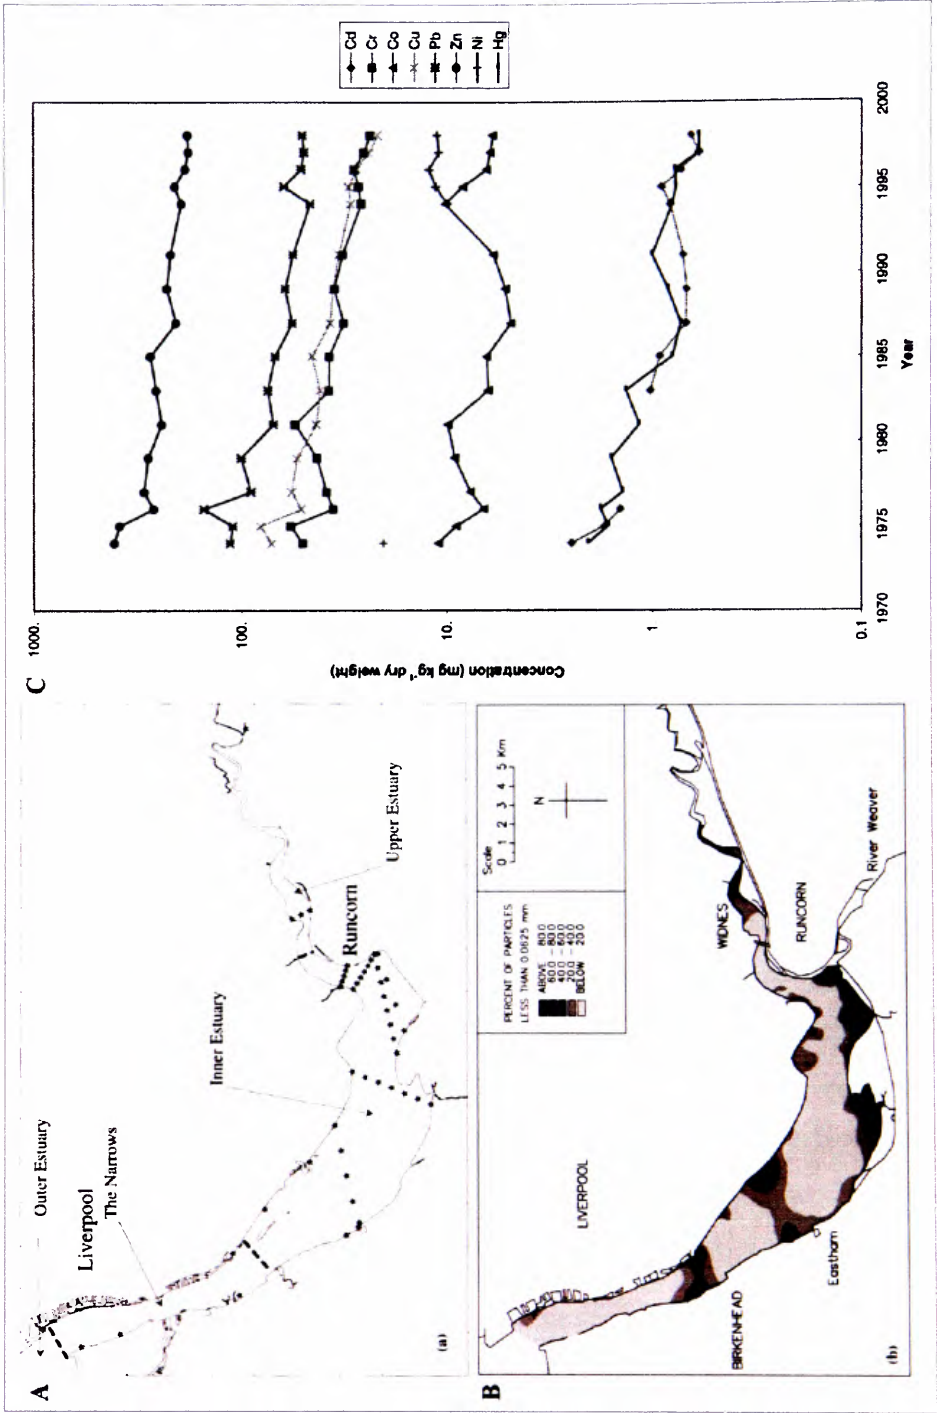 A
Outer Estuary
Liverpool
The Narrows
Inner Estuary
Runcorn
Upper Estuary
(a)
B
PERCENT OF PARTICLES
LESS THAN 0.0625 mm
ABOVE 80.0
60.0 - 80.0
40.0 - 60.0
20.0 - 40.0
BELOW 20.0
Scale
0 1 2 3 4 5 Km
N
LIVERPOOL
WIDNES
RUNCORN
River Weaver
BIRKENHEAD
Eastham
(b)
C
Concentration (mg kg-1 dry weight)
1000.
100.
10.
1
0.1
1970
1975
1980
1985
1990
1995
2000
Year
Cd
Cr
Co
Cu
Pb
Zn
Ni
Hg